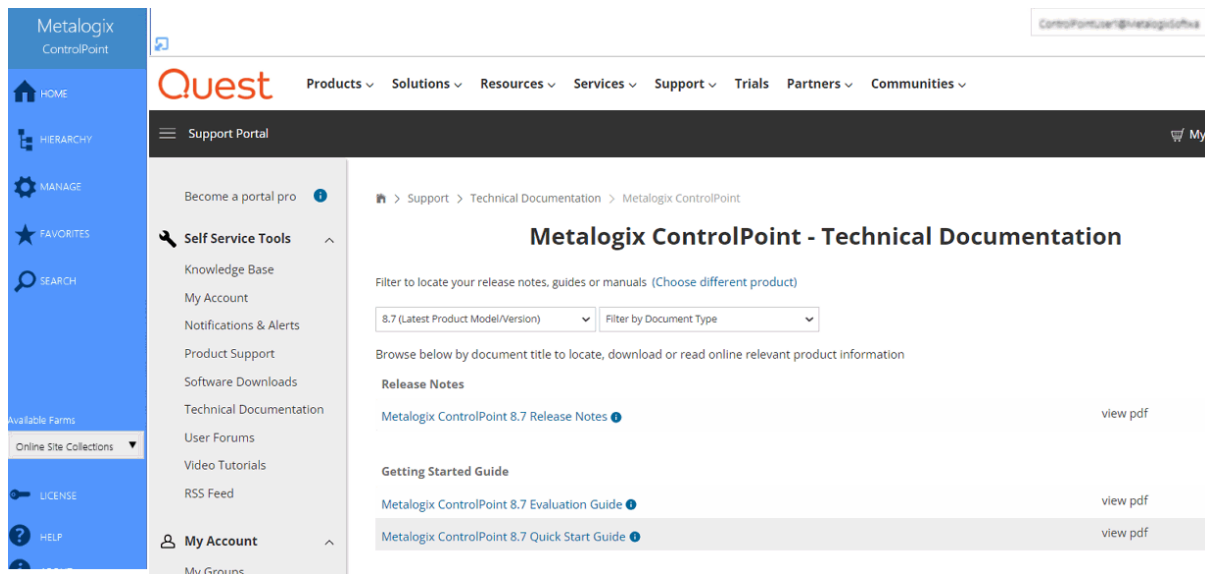 Metalogix
ControlPoint
HOME
HIERARCHY
MANAGE
FAVORITES
SEARCH
Available Farms
Online Site Collections
LICENSE
HELP
ABOUT
Quest
Products Solutions Resources Services Support Trials Partners Communities
Support Portal
My
Become a portal pro
Self Service Tools
Knowledge Base
My Account
Notifications & Alerts
Product Support
Software Downloads
Technical Documentation
User Forums
Video Tutorials
RSS Feed
My Account
My Groups
> Support > Technical Documentation > Metalogix ControlPoint
Metalogix ControlPoint - Technical Documentation
Filter to locate your release notes, guides or manuals (Choose different product)
8.7 (Latest Product Model/Version) Filter by Document Type
Browse below by document title to locate, download or read online relevant product information
Release Notes
Metalogix ControlPoint 8.7 Release Notes view pdf
Getting Started Guide
Metalogix ControlPoint 8.7 Evaluation Guide view pdf
Metalogix ControlPoint 8.7 Quick Start Guide view pdf